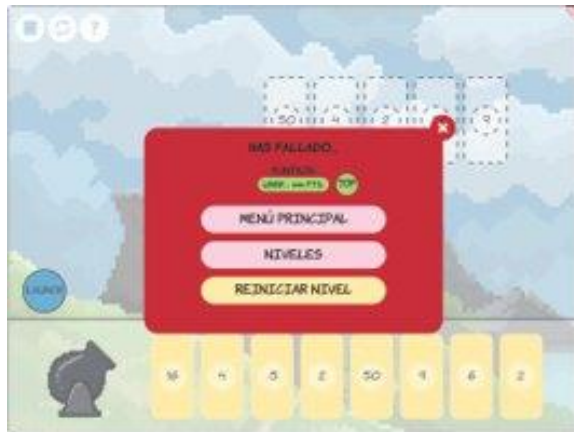 ?
50 4 2 9
HAS FALLADO...
TOP
MENÚ PRINCIPAL
NIVELES
REINICIAR NIVEL
LAUNCH
16 4 5 2 50 9 6 2